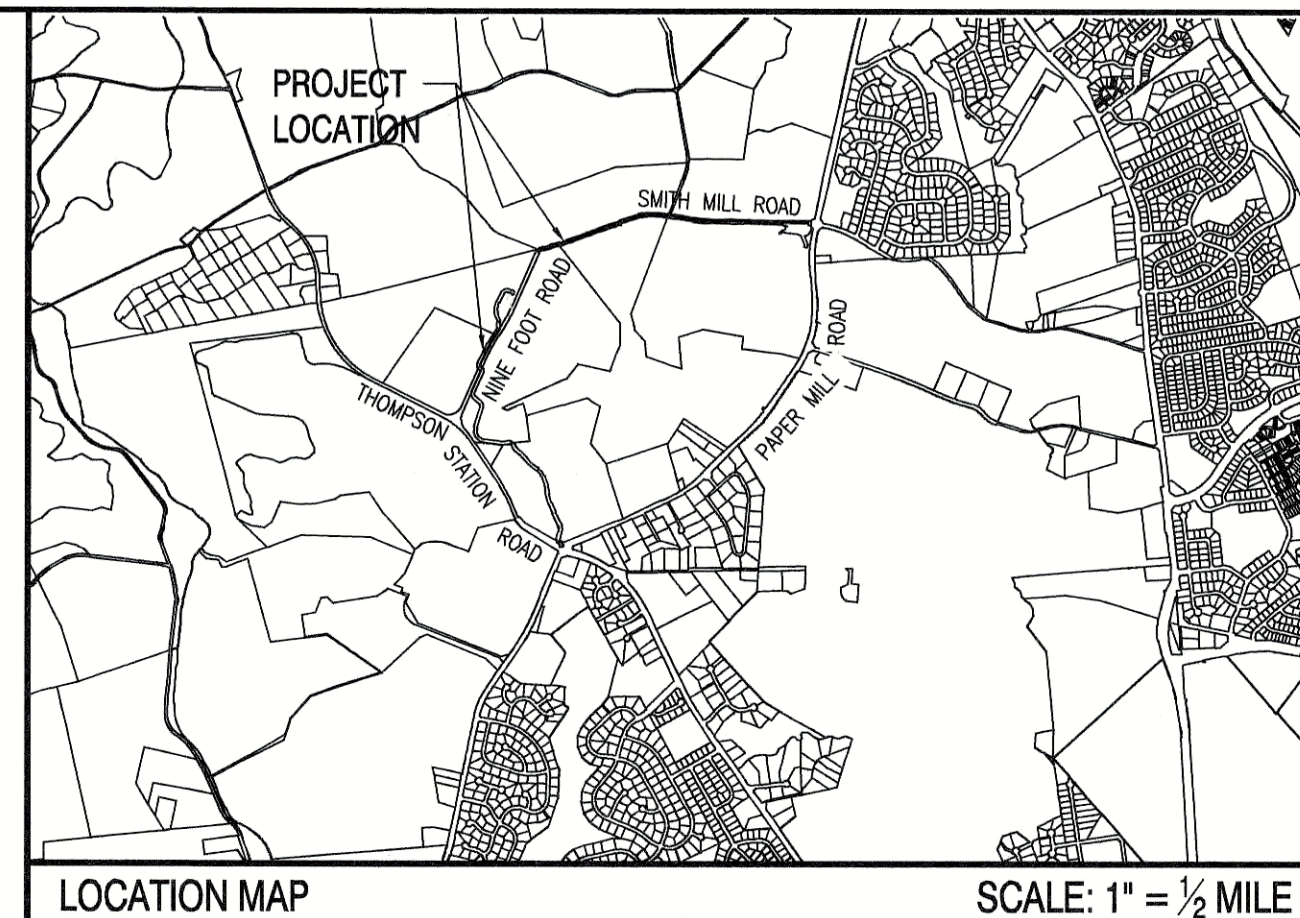 PROJECT
LOCATION
SMITH MILL ROAD
NINE FOOT ROAD
THOMPSON STATION ROAD
PAPER MILL ROAD
LOCATION MAP
SCALE: 1" = ½ MILE